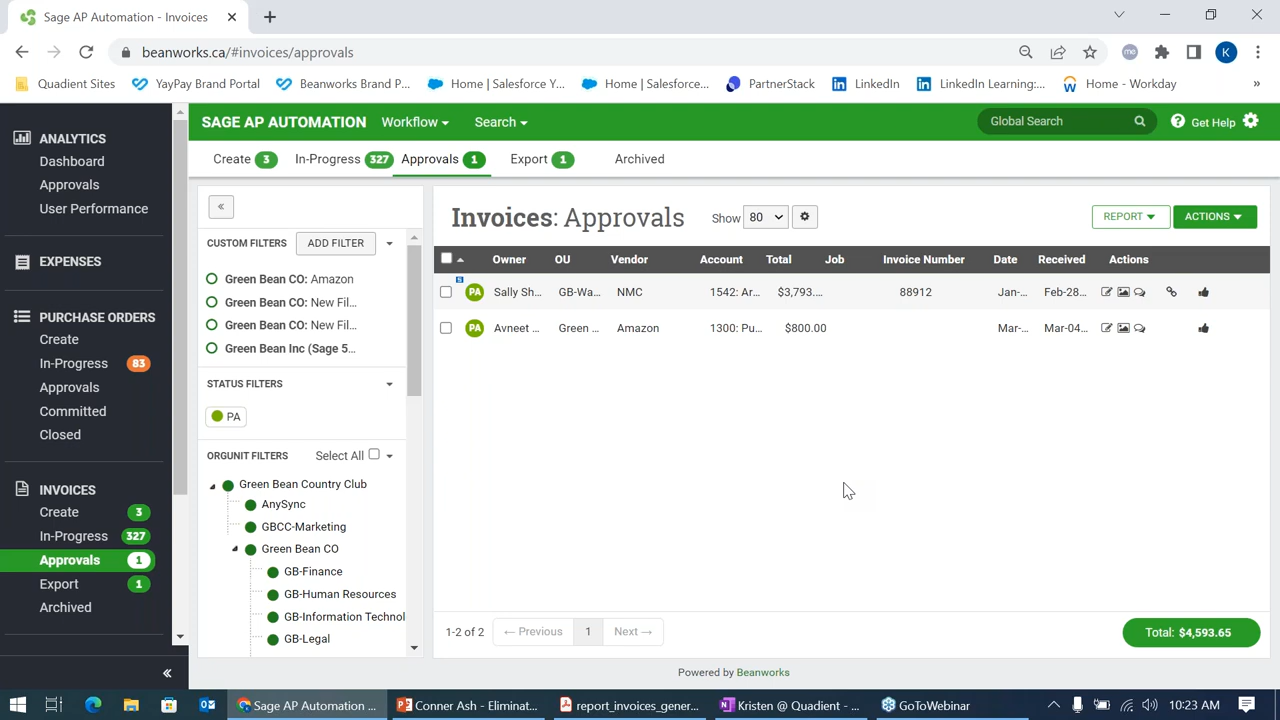 Sage AP Automation - Invoices
beanworks.ca/#invoices/approvals
K
Quadient Sites
YayPay Brand Portal
Beanworks Brand P...
Home | Salesforce Y...
Home | Salesforce...
PartnerStack
LinkedIn
LinkedIn Learning:...
Home - Workday
»
ANALYTICS
Dashboard
Approvals
User Performance
EXPENSES
PURCHASE ORDERS
Create
In-Progress 83
Approvals
Committed
Closed
INVOICES
Create 3
In-Progress 327
Approvals 1
Export 1
Archived
«
SAGE AP AUTOMATION
Workflow
Search
Global Search
Get Help
Create 3
In-Progress 327
Approvals 1
Export 1
Archived
«
CUSTOM FILTERS
ADD FILTER
Green Bean CO: Amazon
Green Bean CO: New Fil...
Green Bean CO: New Fil...
Green Bean Inc (Sage 5...
STATUS FILTERS
PA
ORGUNIT FILTERS
Select All
Green Bean Country Club
AnySync
GBCC-Marketing
Green Bean CO
GB-Finance
GB-Human Resources
GB-Information Technol
GB-Legal
Invoices: Approvals
Show 80
REPORT
ACTIONS
Owner OU Vendor Account Total Job Invoice Number Date Received Actions
PA Sally Sh... GB-Wa... NMC 1542: Ar... $3,793.... 88912 Jan-... Feb-28...
PA Avneet ... Green ... Amazon 1300: Pu... $800.00 Mar-... Mar-04...
1-2 of 2
← Previous
1
Next →
Total: $4,593.65
Powered by Beanworks
Sage AP Automation ...
Conner Ash - Eliminat...
report_invoices_gener...
Kristen @ Quadient - ...
GoToWebinar
10:23 AM